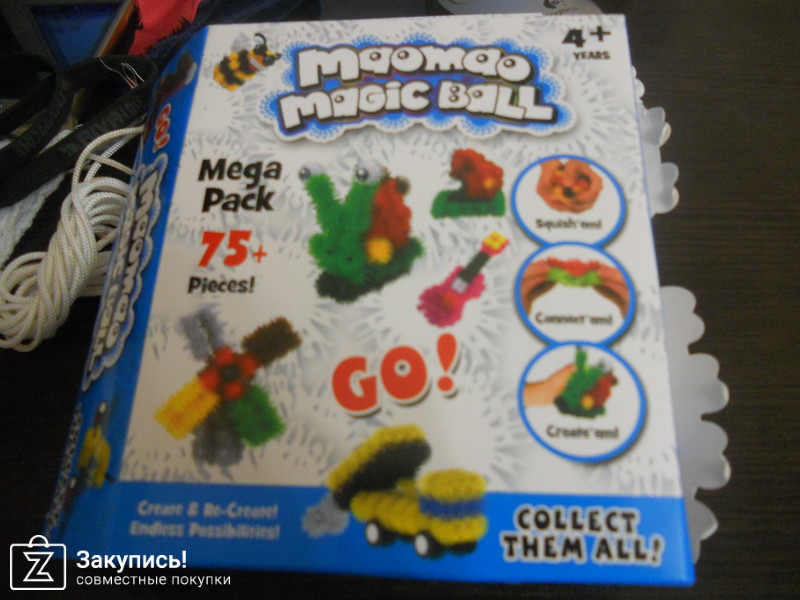 4+
YEARS
maomao
magic Ball
Mega
Pack
75+
Pieces!
Squish'em!
Connect'em!
Create'em!
GO!
Create & Re-Create!
Endless Possibilities!
COLLECT
THEM ALL!
GO!
Закупись!
совместные покупки